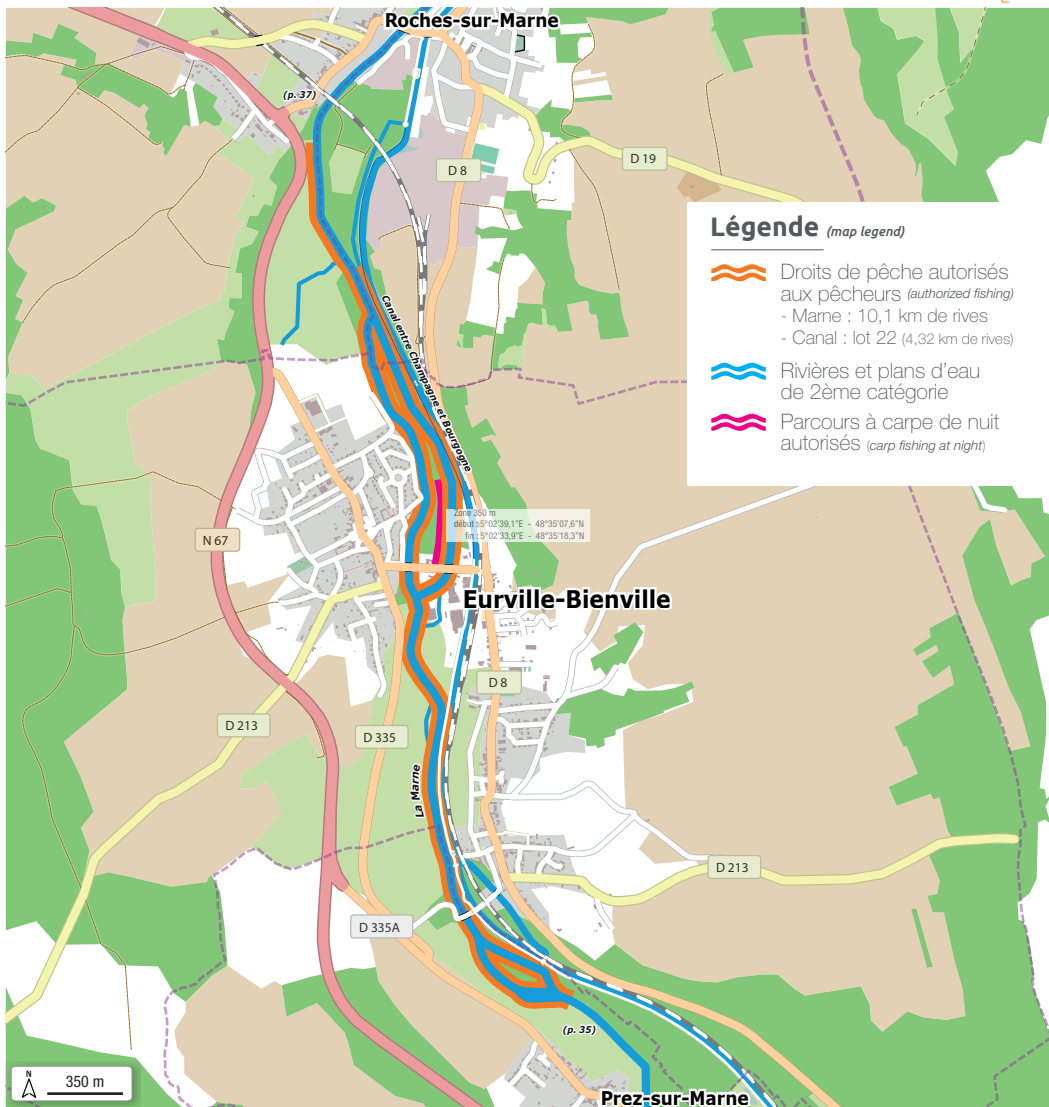 Roches-sur-Marne
(p. 37)
D 8
D 19
Légende (map legend)
Droits de pêche autorisés
aux pêcheurs (authorized fishing)
- Marne : 10,1 km de rives
- Canal : lot 22 (4,32 km de rives)
Rivières et plans d'eau
de 2ème catégorie
Parcours à carpe de nuit
autorisés (carp fishing at night)
Canal entre Champagne et Bourgogne
Zone 350 m
début : 5°02'39,1"E - 48°35'07,6"N
fin : 5°02'33,9"E - 48°35'18,3"N
N 67
Eurville-Bienville
D 8
D 213
D 335
La Marne
D 213
D 335A
(p. 35)
N
350 m
Prez-sur-Marne